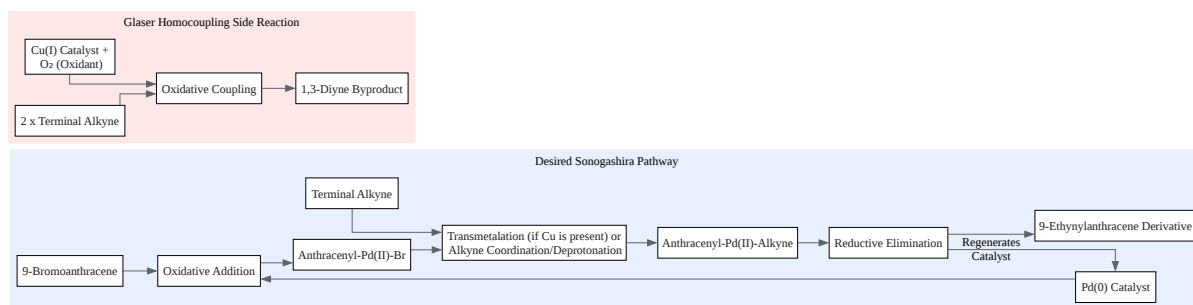 Glaser Homocoupling Side Reaction
Cu(I) Catalyst +
O₂ (Oxidant)
Oxidative Coupling
1,3-Diyne Byproduct
2 x Terminal Alkyne
Desired Sonogashira Pathway
Terminal Alkyne
Transmetalation (if Cu is present) or
Alkyne Coordination/Deprotonation
Anthracenyl-Pd(II)-Alkyne
Reductive Elimination
9-Ethynylanthracene Derivative
Regenerates
Catalyst
Anthracenyl-Pd(II)-Br
9-Bromoanthracene
Oxidative Addition
Pd(0) Catalyst